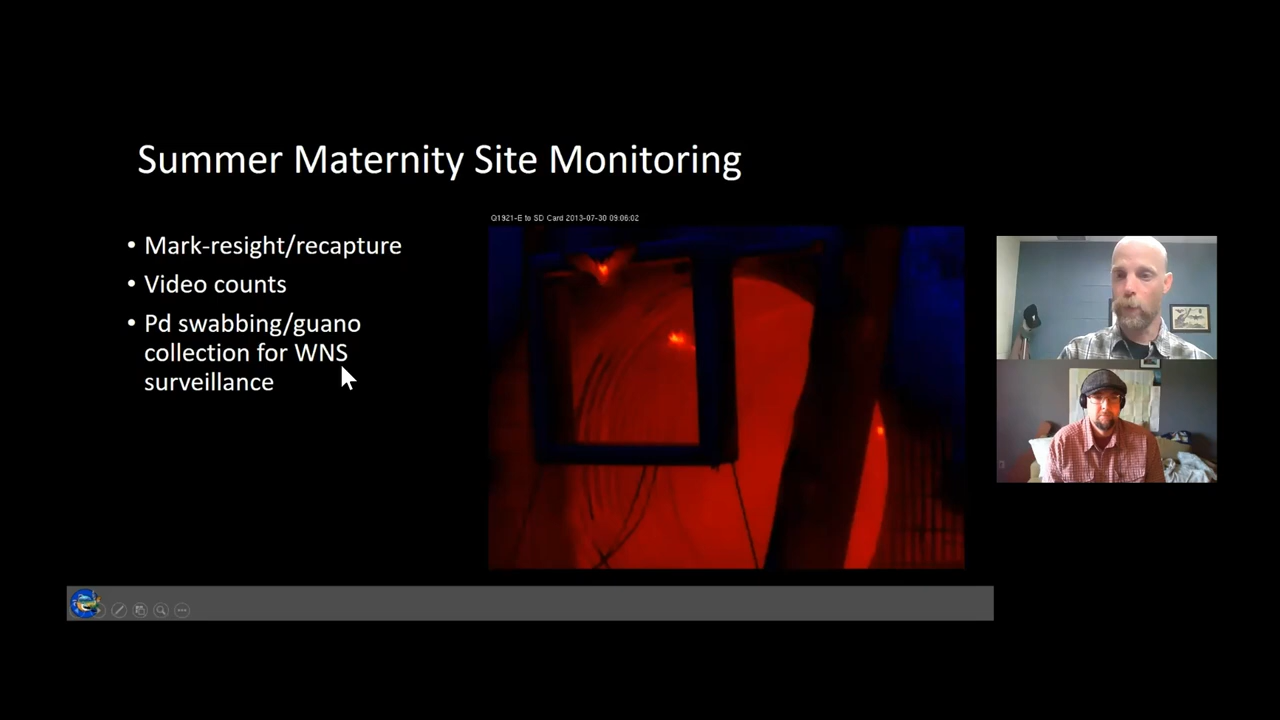 Summer Maternity Site Monitoring
Q1921-E to SD Card 2013-07-30 09:06:02
• Mark-resight/recapture
• Video counts
• Pd swabbing/guano
collection for WNS
surveillance